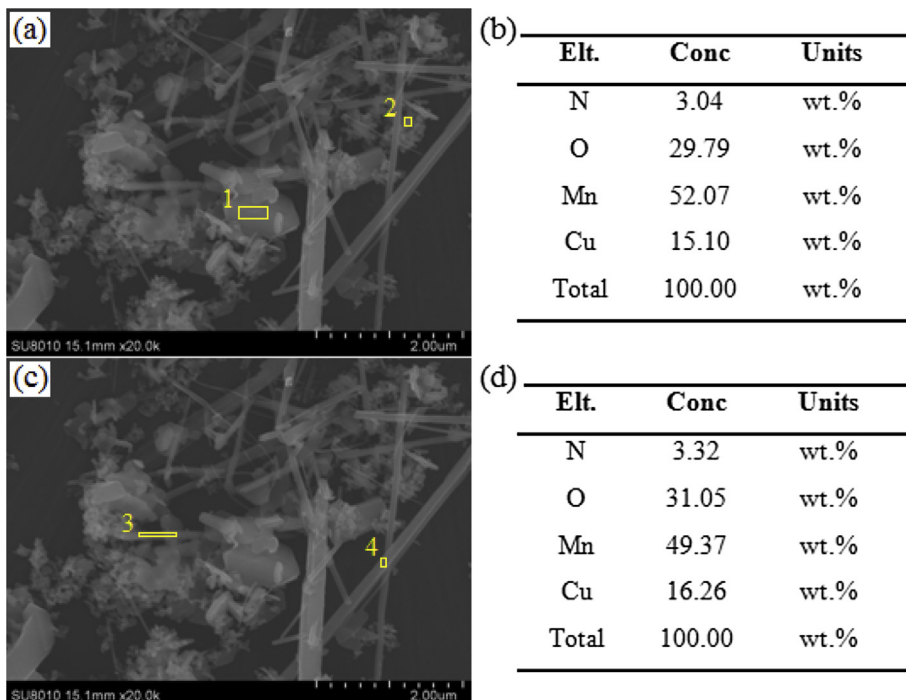 (a)
2
1
SU8010 15.1mm x20.0k 2.00um
(b)
Elt. Conc Units
N 3.04 wt.%
O 29.79 wt.%
Mn 52.07 wt.%
Cu 15.10 wt.%
Total 100.00 wt.%
(c)
3
4
SU8010 15.1mm x20.0k 2.00um
(d)
Elt. Conc Units
N 3.32 wt.%
O 31.05 wt.%
Mn 49.37 wt.%
Cu 16.26 wt.%
Total 100.00 wt.%